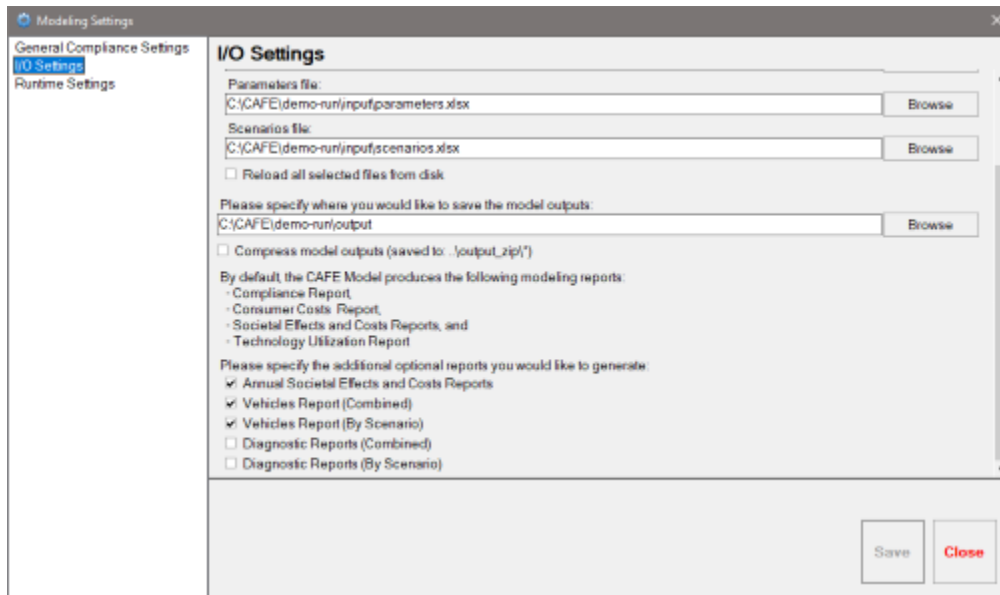 Modeling Settings
General Compliance Settings
I/O Settings
Runtime Settings
I/O Settings
Parameters file:
C:\CAFE\demo-run\input\parameters.xlsx
Browse
Scenarios file:
C:\CAFE\demo-run\input\scenarios.xlsx
Browse
Reload all selected files from disk
Please specify where you would like to save the model outputs:
C:\CAFE\demo-run\output
Browse
Compress model outputs (saved to: ..\output_zip\*)
By default, the CAFE Model produces the following modeling reports:
- Compliance Report,
- Consumer Costs Report,
- Societal Effects and Costs Reports, and
- Technology Utilization Report
Please specify the additional optional reports you would like to generate:
Annual Societal Effects and Costs Reports
Vehicles Report (Combined)
Vehicles Report (By Scenario)
Diagnostic Reports (Combined)
Diagnostic Reports (By Scenario)
Save
Close